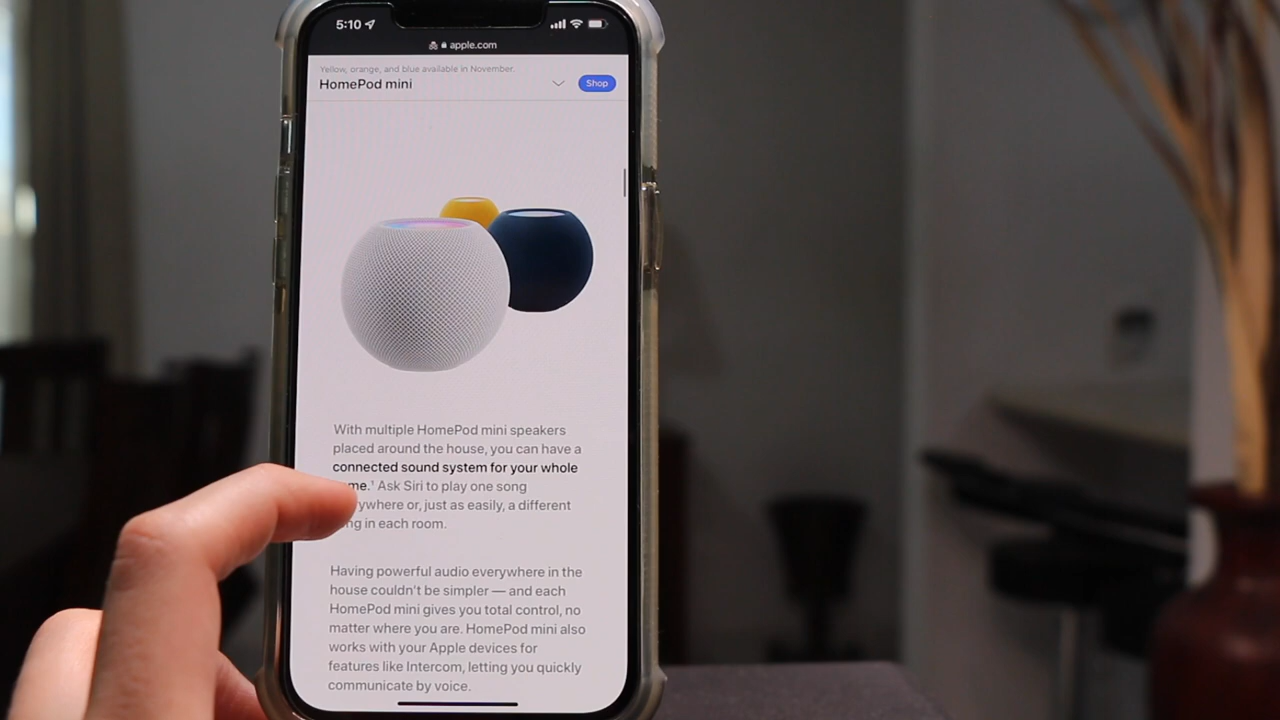 5:10
apple.com
Yellow, orange, and blue available in November.
HomePod mini
Shop
With multiple HomePod mini speakers
placed around the house, you can have a
connected sound system for your whole
me.¹ Ask Siri to play one song
ywhere or, just as easily, a different
ng in each room.
Having powerful audio everywhere in the
house couldn't be simpler — and each
HomePod mini gives you total control, no
matter where you are. HomePod mini also
works with your Apple devices for
features like Intercom, letting you quickly
communicate by voice.